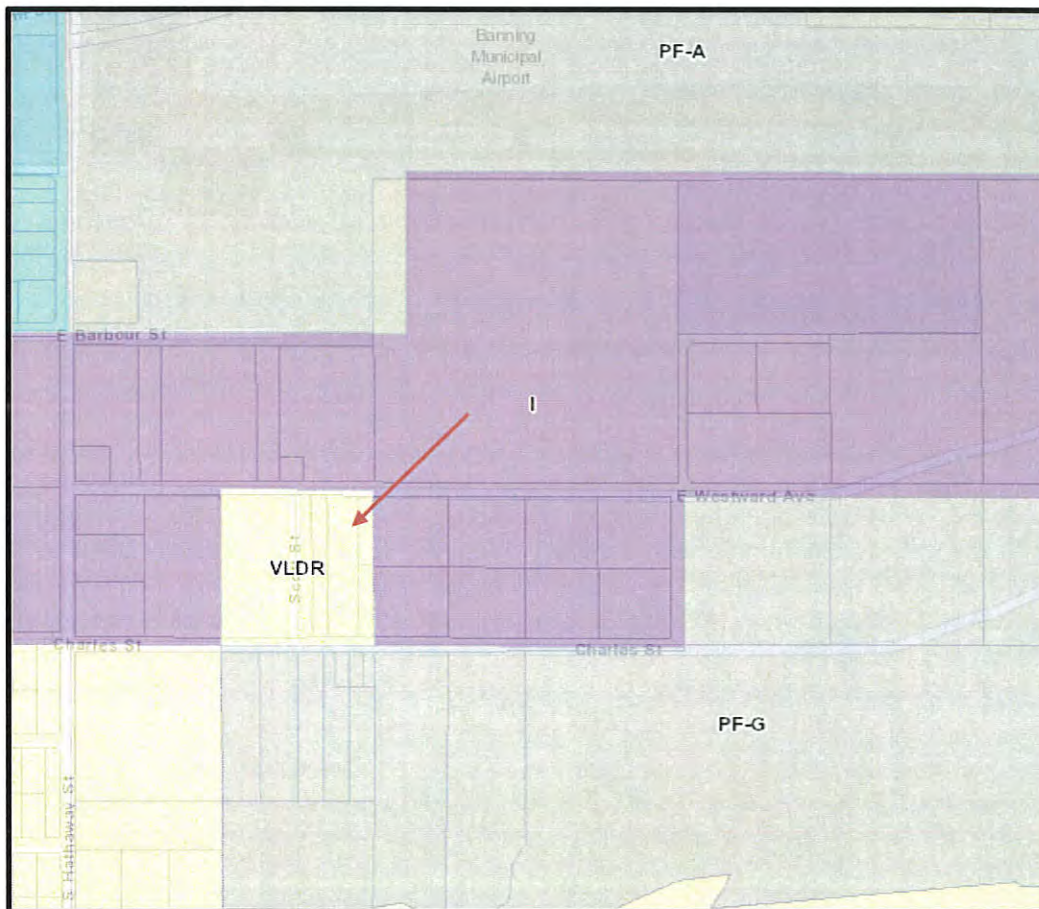 Banning
Municipal
Airport
PF-A
E Barbour St
I
E Westward Ave
VLDR
Charles St
Charles St
PF-G
S Hathaway St